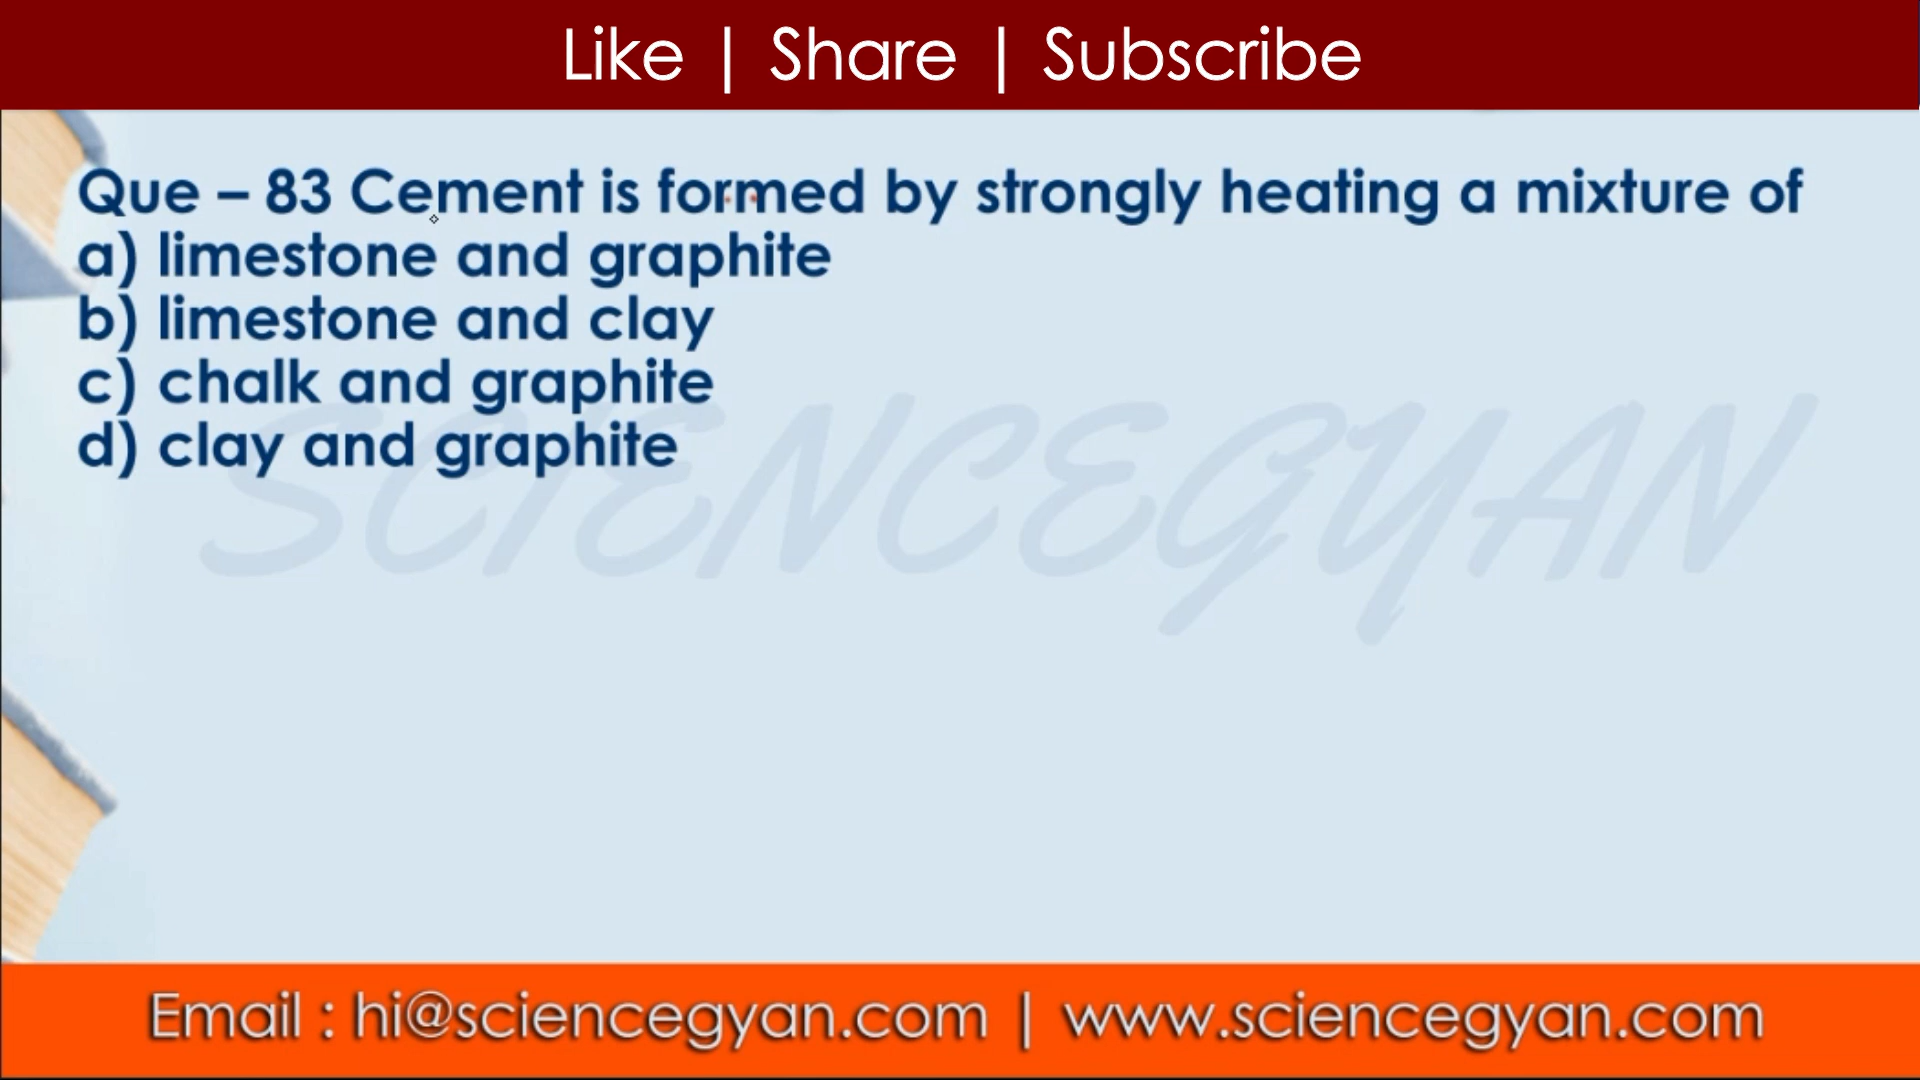 Like | Share | Subscribe
Que – 83 Cement is formed by strongly heating a mixture of
a) limestone and graphite
b) limestone and clay
c) chalk and graphite
d) clay and graphite
SCIENCEGYAN
Email : hi@sciencegyan.com | www.sciencegyan.com